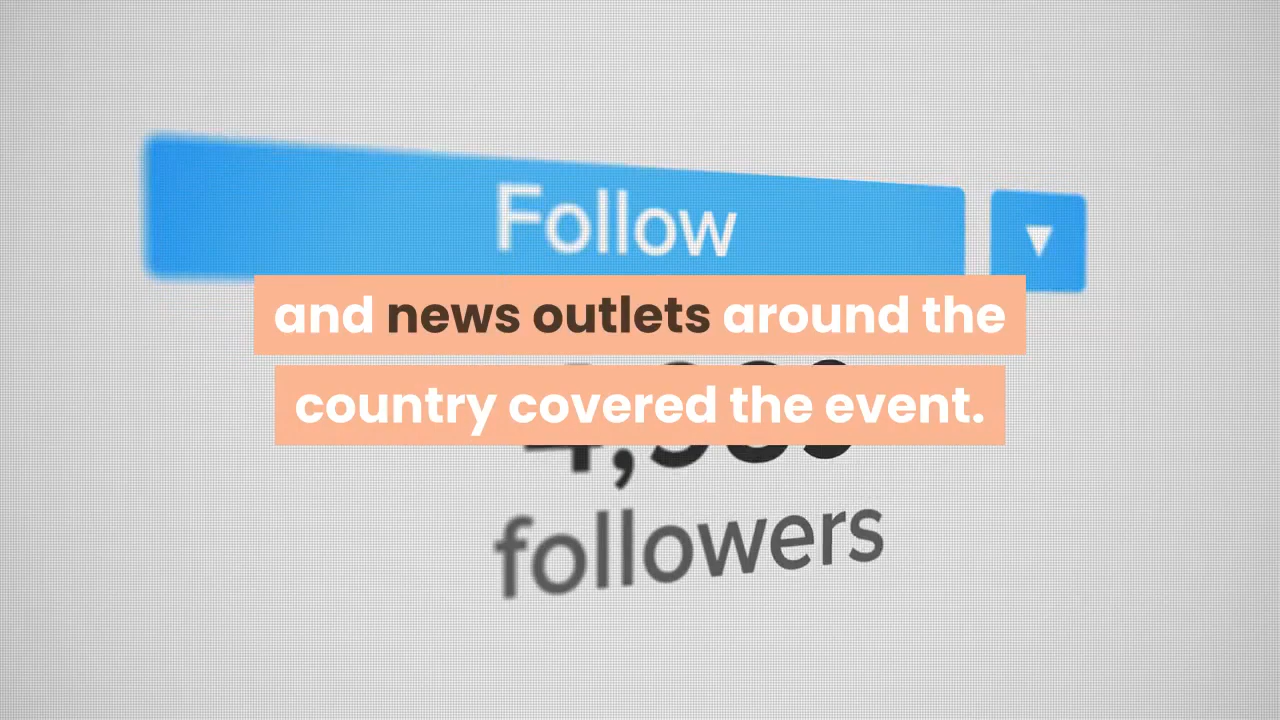 Follow
and news outlets around the
country covered the event.
followers